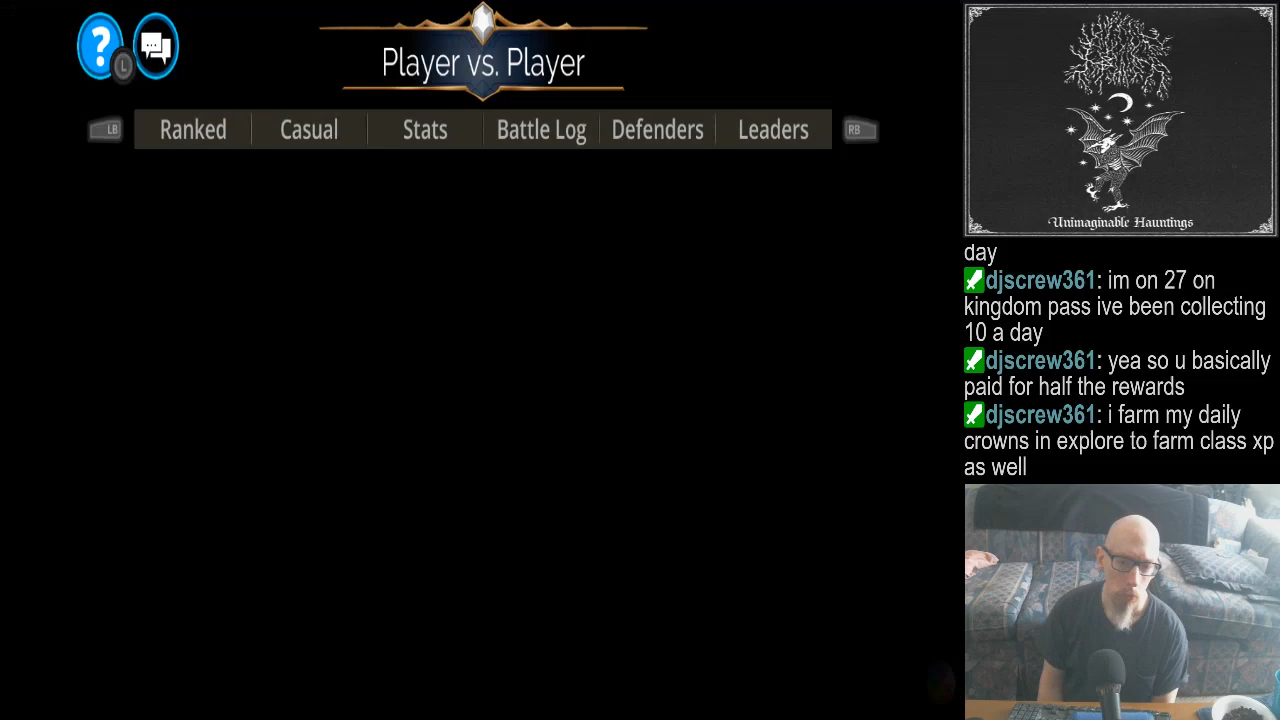 ?
L
Player vs. Player
LB
Ranked
Casual
Stats
Battle Log
Defenders
Leaders
RB
Unimaginable Hauntings
day
djscrew361: im on 27 on
kingdom pass ive been collecting
10 a day
djscrew361: yea so u basically
paid for half the rewards
djscrew361: i farm my daily
crowns in explore to farm class xp
as well